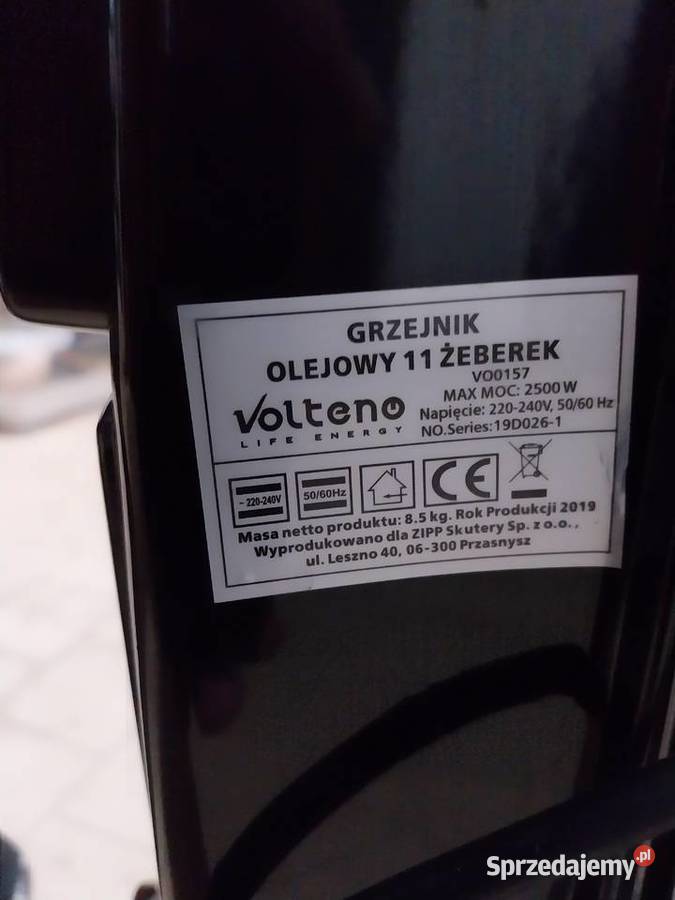 GRZEJNIK
OLEJOWY 11 ŻEBEREK
VO0157
MAX MOC: 2500 W
Napięcie: 220-240V, 50/60 Hz
NO.Series: 19D026-1
Volteno
LIFE ENERGY
~ 220-240V
50/60Hz
CE
Masa netto produktu: 8.5 kg. Rok Produkcji 2019
Wyprodukowano dla ZIPP Skutery Sp. z o.o.,
ul. Leszno 40, 06-300 Przasnysz
Sprzedajemy.pl